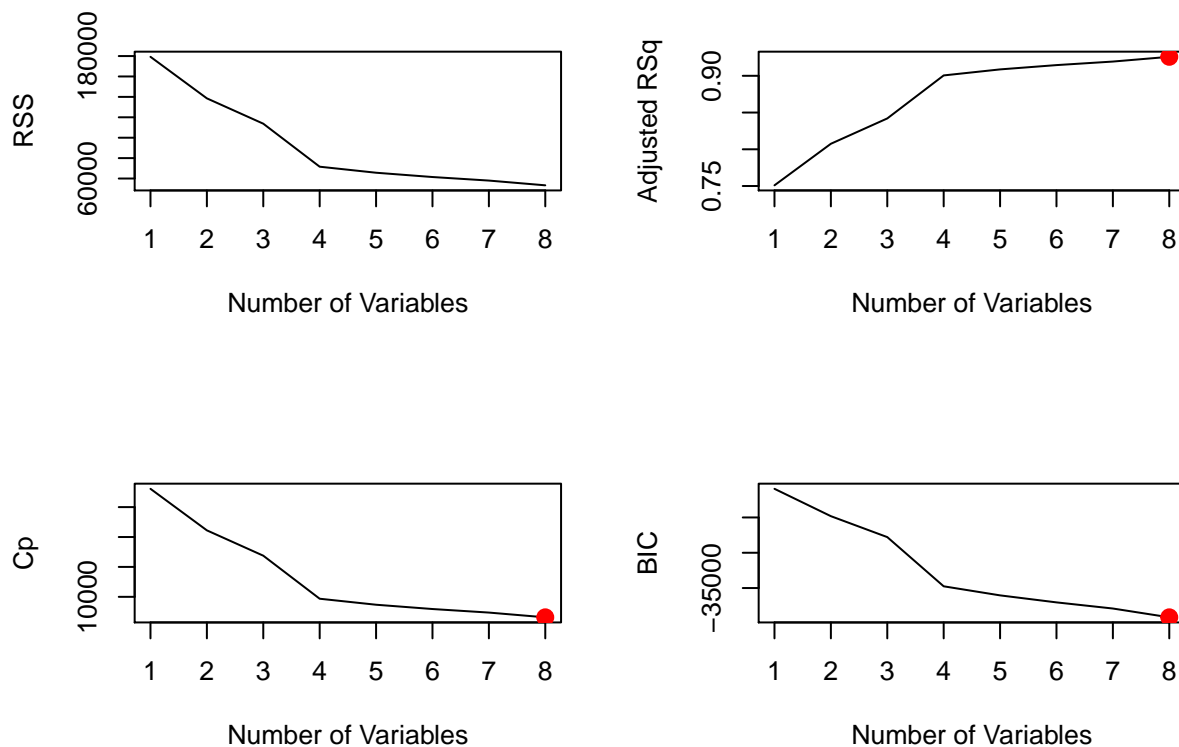 RSS
180000
60000
1 2 3 4 5 6 7 8
Number of Variables
Adjusted RSq
0.90
0.75
1 2 3 4 5 6 7 8
Number of Variables
Cp
10000
1 2 3 4 5 6 7 8
Number of Variables
BIC
−35000
1 2 3 4 5 6 7 8
Number of Variables